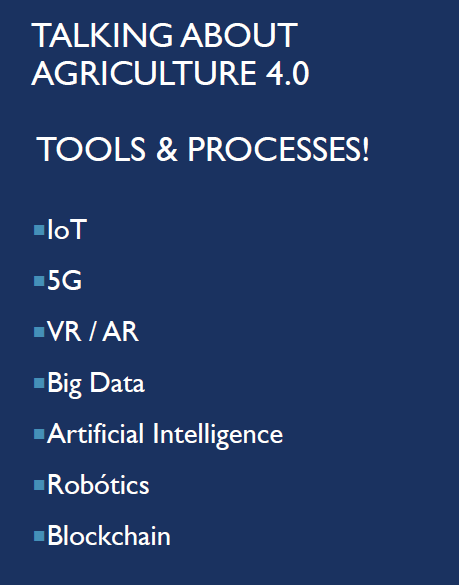 TALKING ABOUT
AGRICULTURE 4.0
TOOLS & PROCESSES!
▪IoT
▪5G
▪VR / AR
▪Big Data
▪Artificial Intelligence
▪Robótics
▪Blockchain